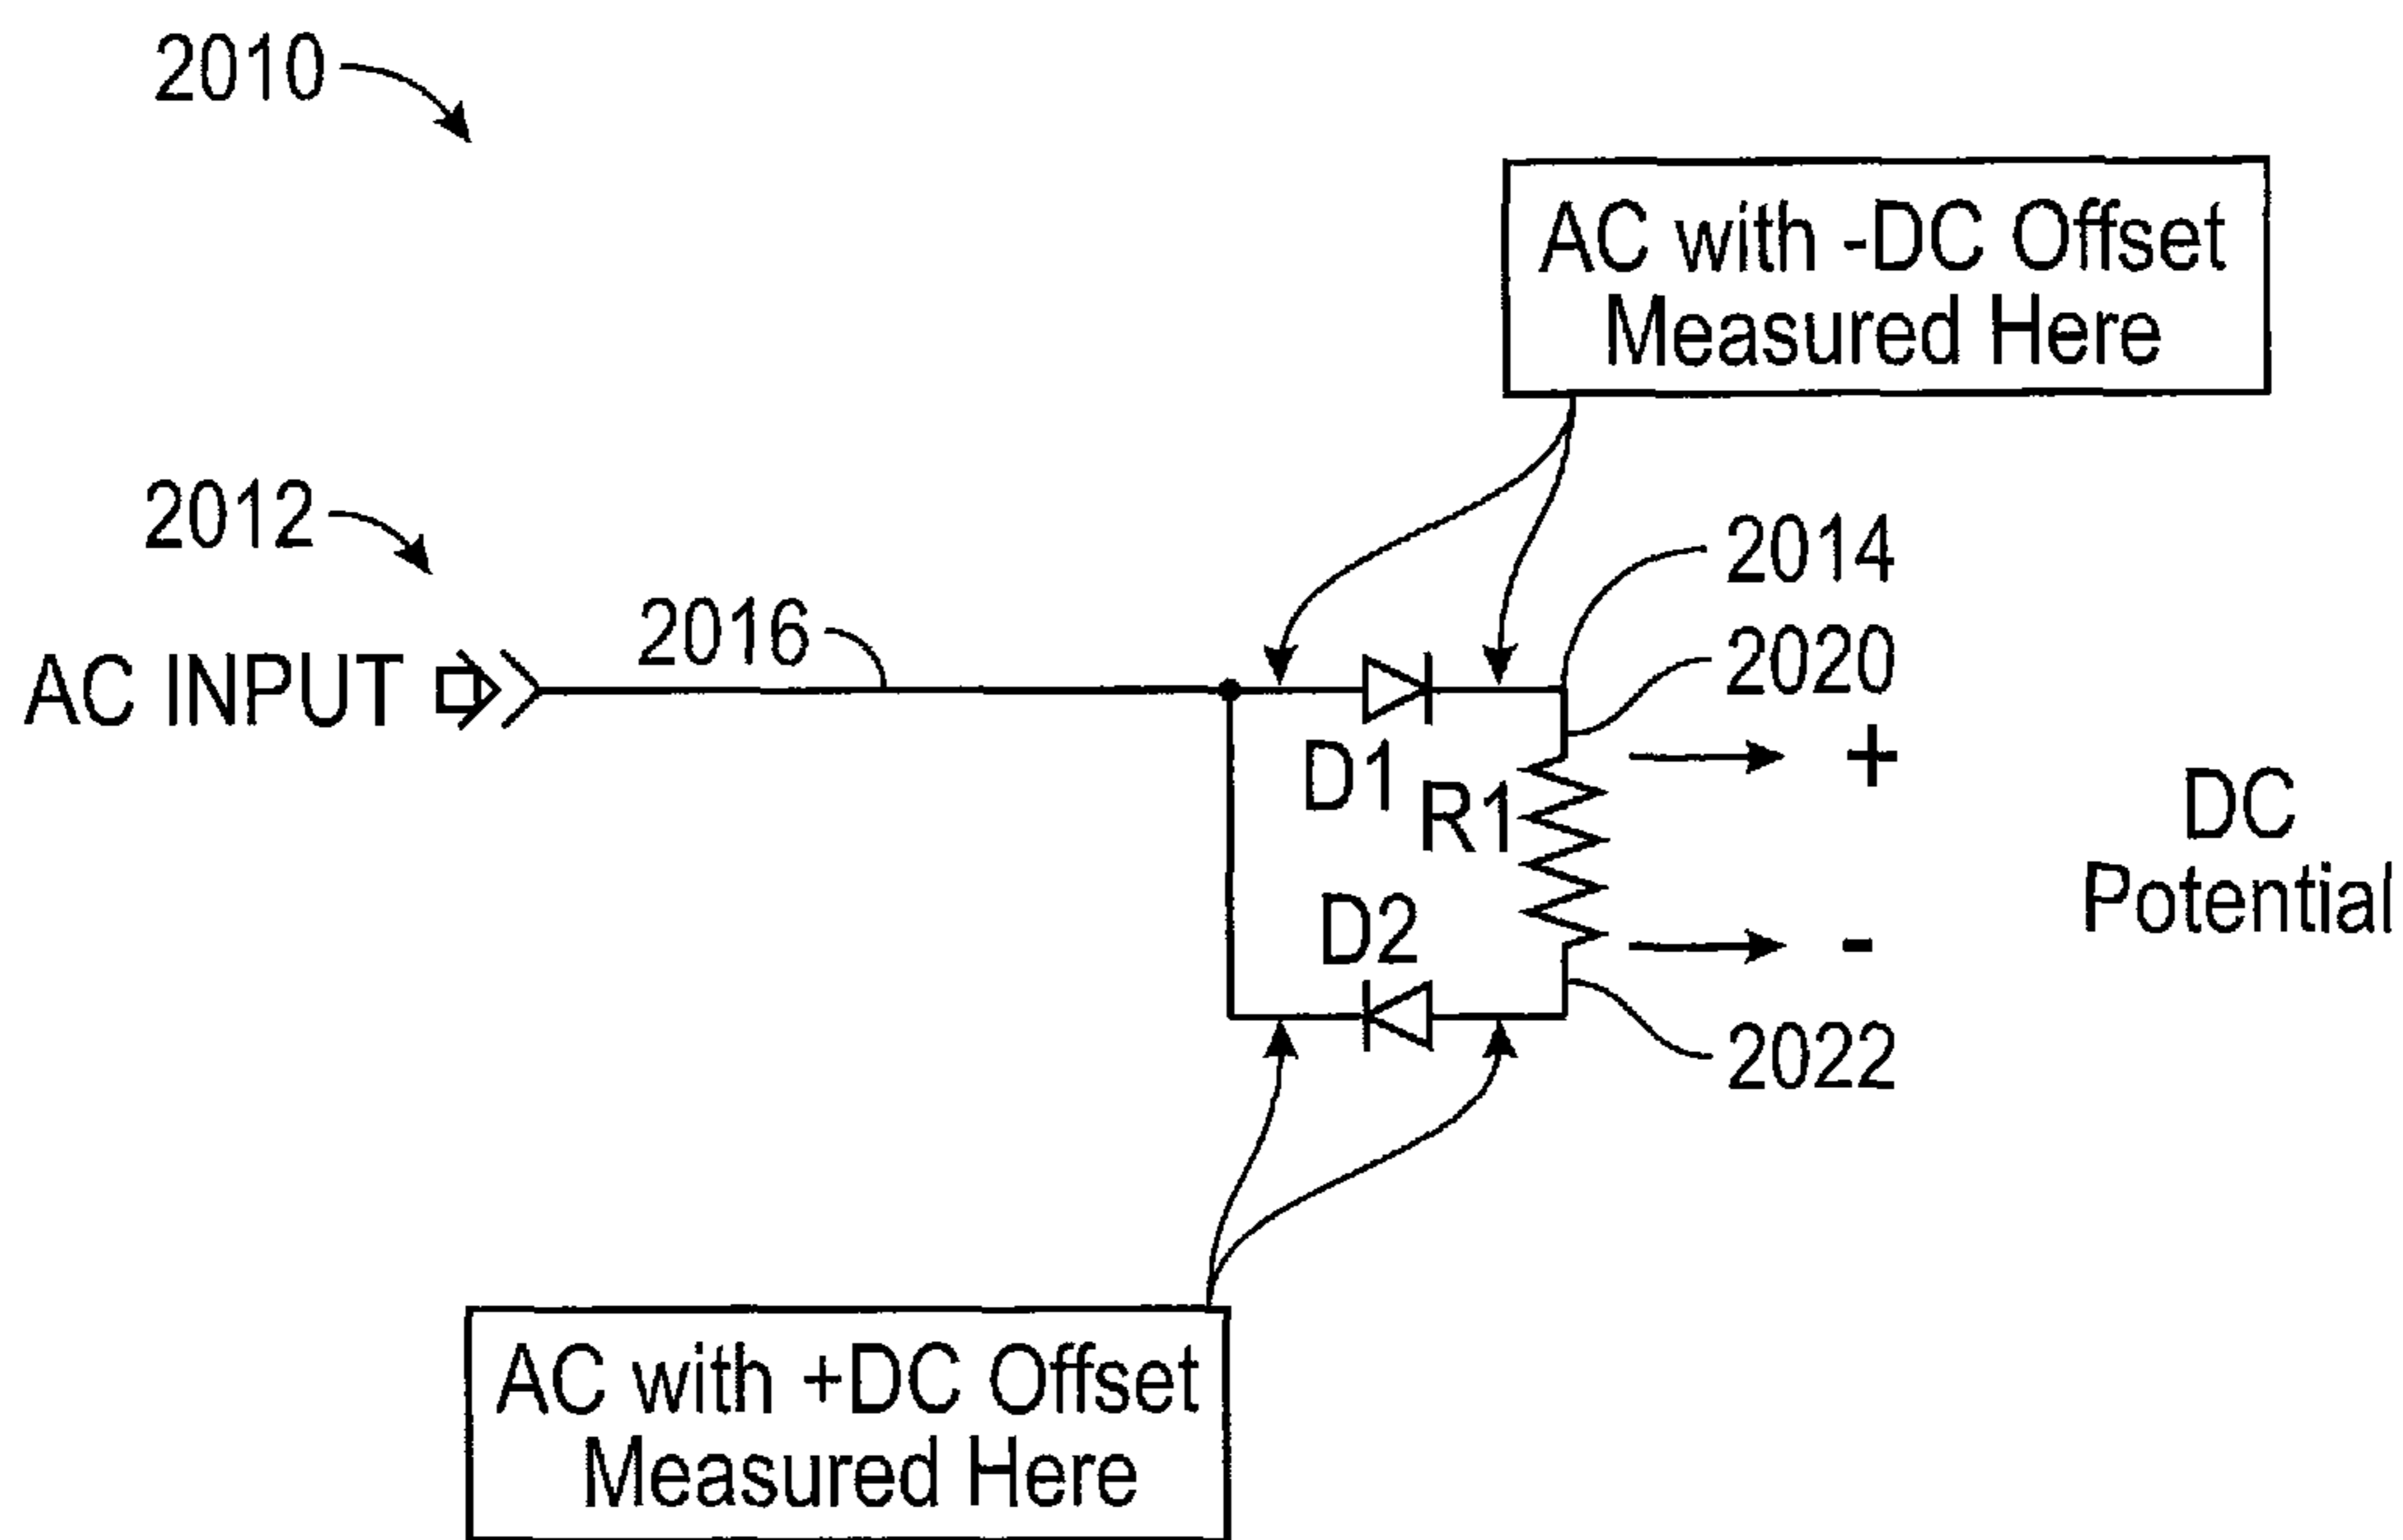 2010
AC with -DC Offset
Measured Here
2012
2014
2016
2020
AC INPUT
+
D1
R1
DC
Potential
D2
-
2022
AC with +DC Offset
Measured Here